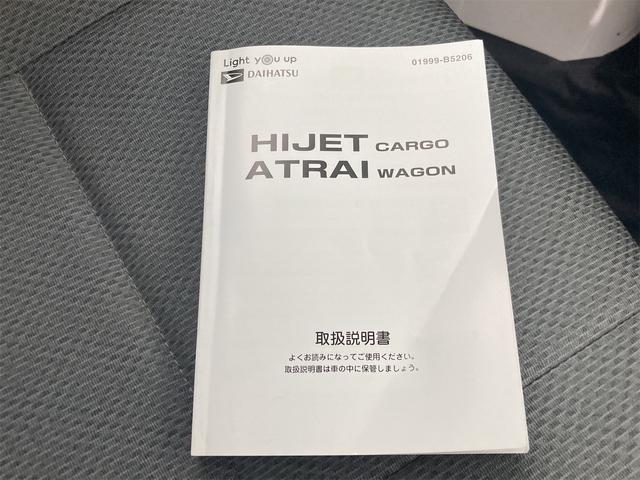 Light you up
DAIHATSU
01999-B5206
HIJET CARGO
ATRAI WAGON
取扱説明書
よくお読みになってご使用ください。
取扱説明書は車の中に保管しましょう。